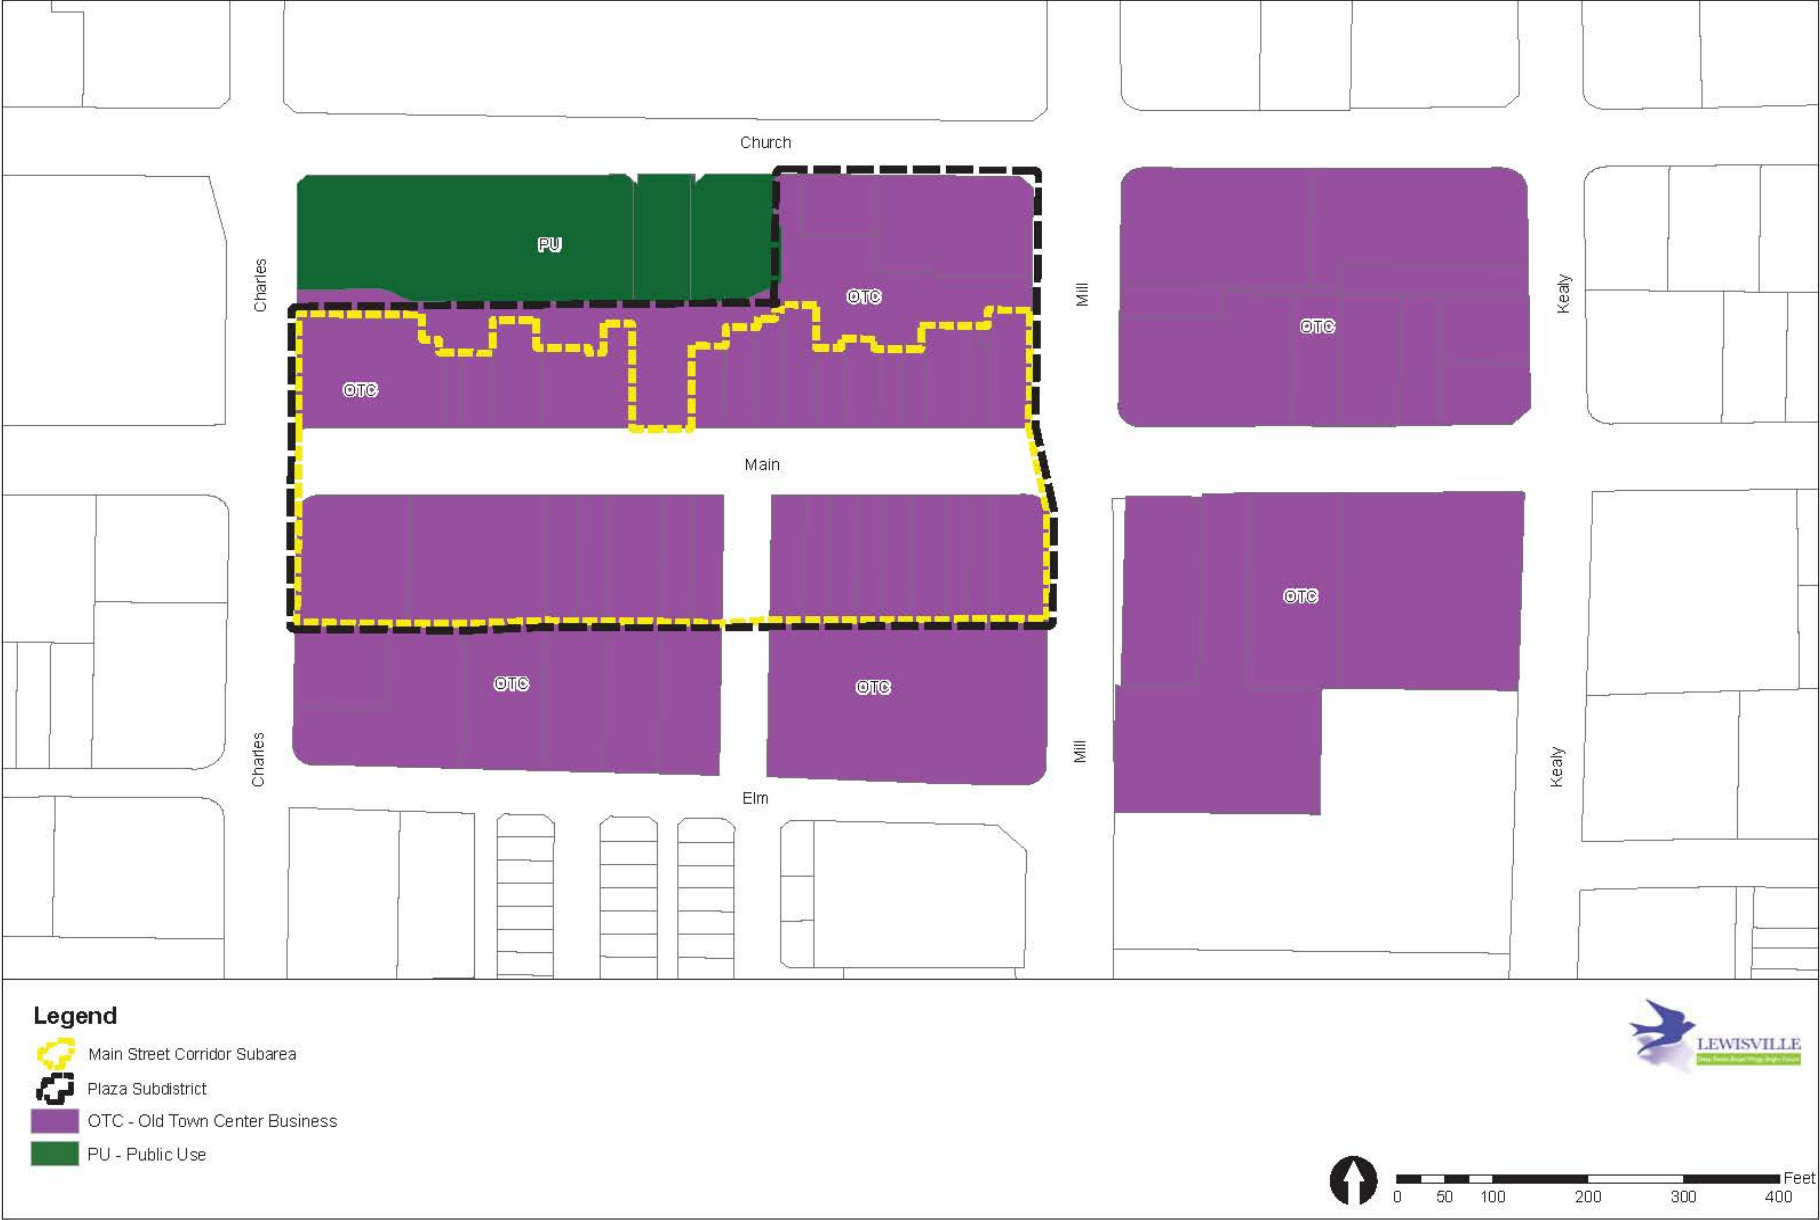 Church
PU
Charles
OTC
Mill
Kealy
OTC
OTC
Main
OTC
OTC
OTC
Charles
Mill
Kealy
Elm
Legend
Main Street Corridor Subarea
Plaza Subdistrict
OTC - Old Town Center Business
PU - Public Use
LEWISVILLE
Feet
0 50 100 200 300 400